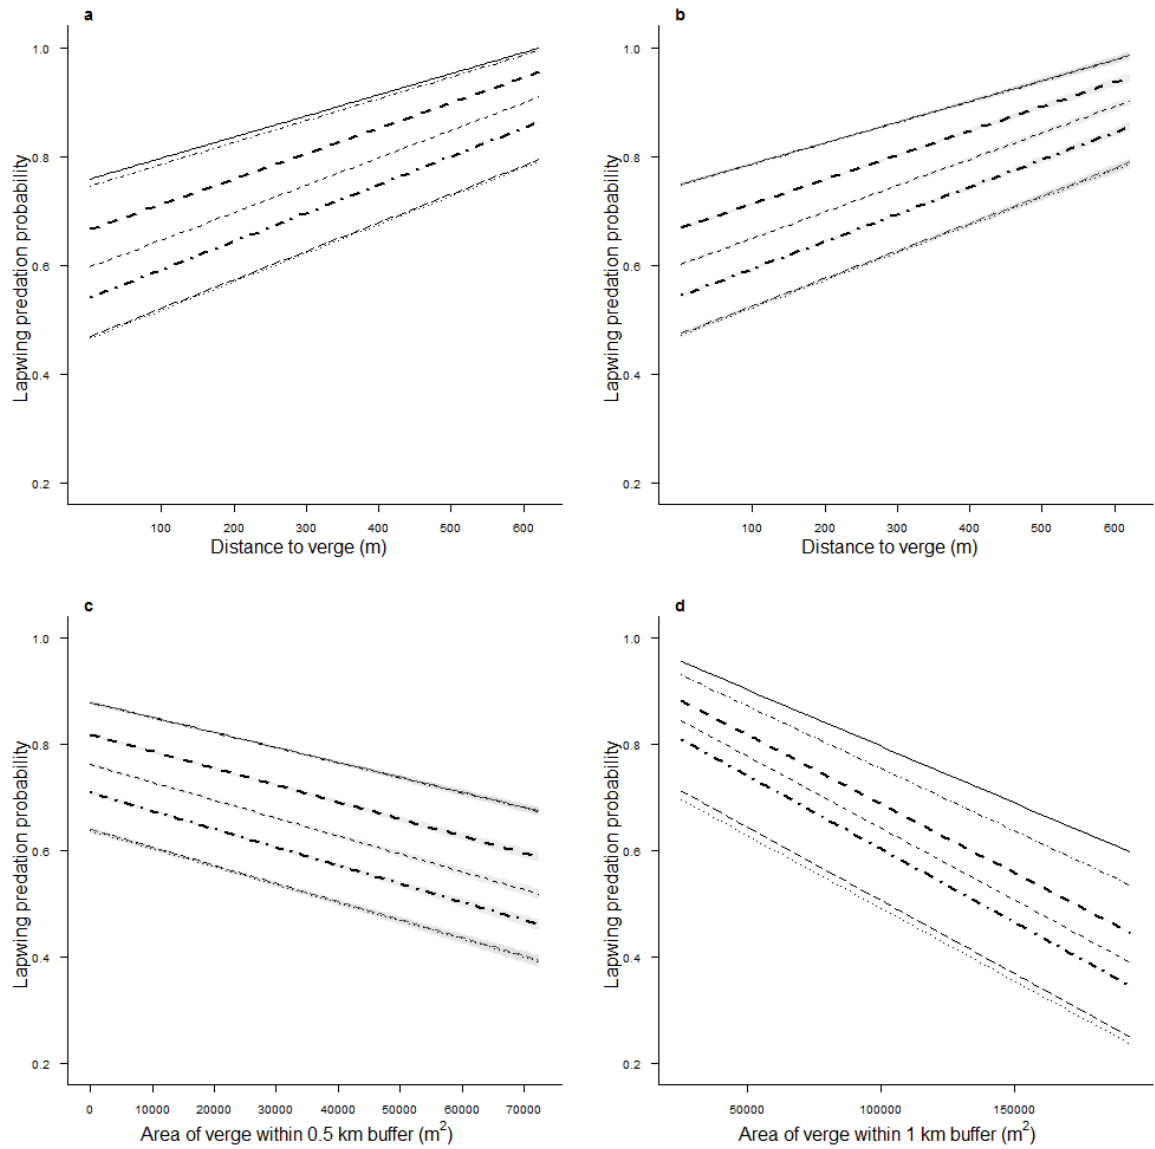 a
Lapwing predation probability
1.0
0.8
0.6
0.4
0.2
100 200 300 400 500 600
Distance to verge (m)
b
Lapwing predation probability
1.0
0.8
0.6
0.4
0.2
100 200 300 400 500 600
Distance to verge (m)
c
Lapwing predation probability
1.0
0.8
0.6
0.4
0.2
0 10000 20000 30000 40000 50000 60000 70000
Area of verge within 0.5 km buffer (m²)
d
Lapwing predation probability
1.0
0.8
0.6
0.4
0.2
50000 100000 150000
Area of verge within 1 km buffer (m²)